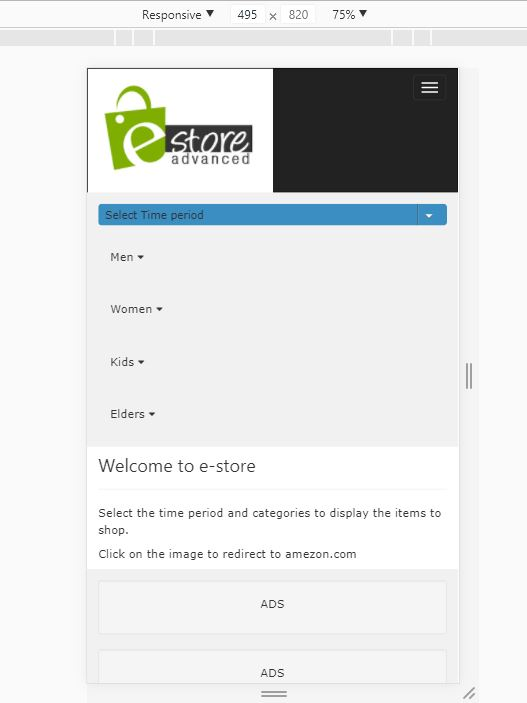 Responsive ▼ 495 × 820 75% ▼
e store
advanced
Select Time period
Men
Women
Kids
Elders
Welcome to e-store
Select the time period and categories to display the items to
shop.
Click on the image to redirect to amazon.com
ADS
ADS